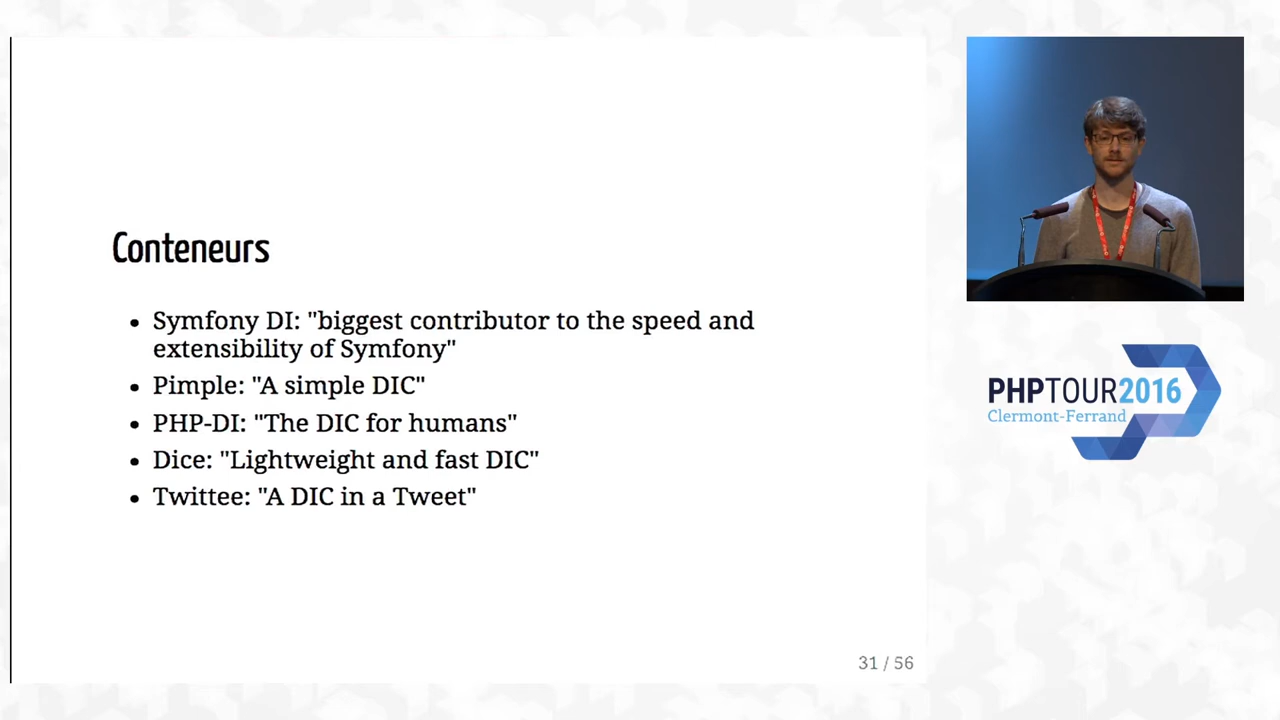 Conteneurs
• Symfony DI: "biggest contributor to the speed and
extensibility of Symfony"
• Pimple: "A simple DIC"
• PHP-DI: "The DIC for humans"
• Dice: "Lightweight and fast DIC"
• Twittee: "A DIC in a Tweet"
31 / 56
PHPTOUR2016
Clermont-Ferrand